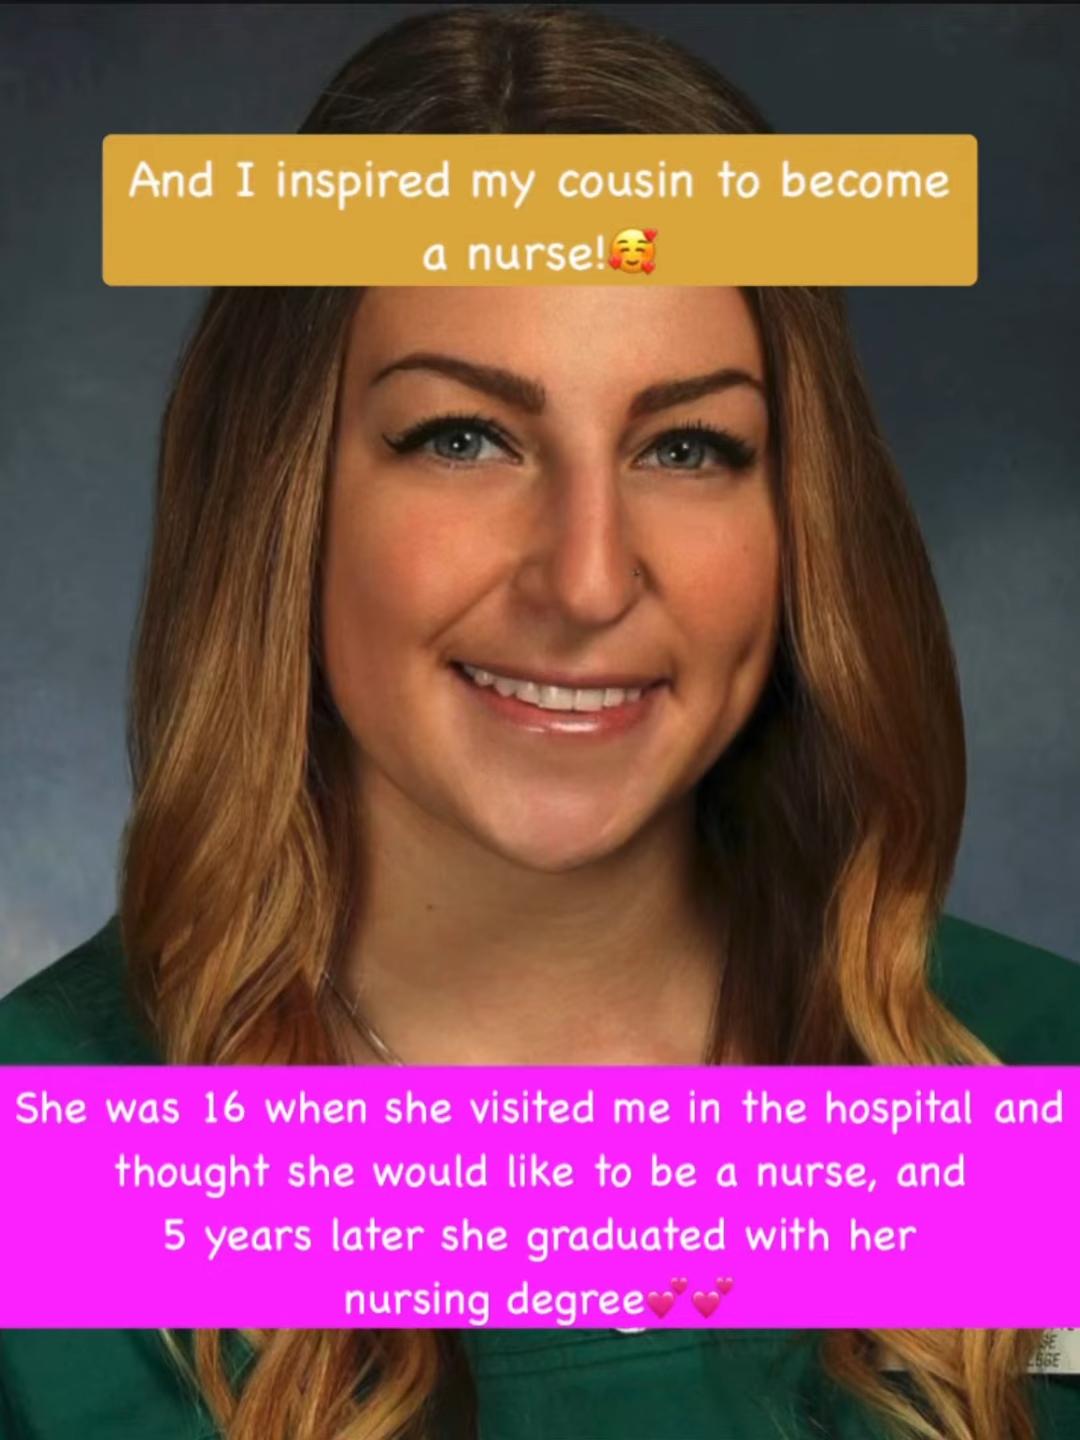 And I inspired my cousin to become
a nurse!🥰
She was 16 when she visited me in the hospital and
thought she would like to be a nurse, and
5 years later she graduated with her
nursing degree💕💕